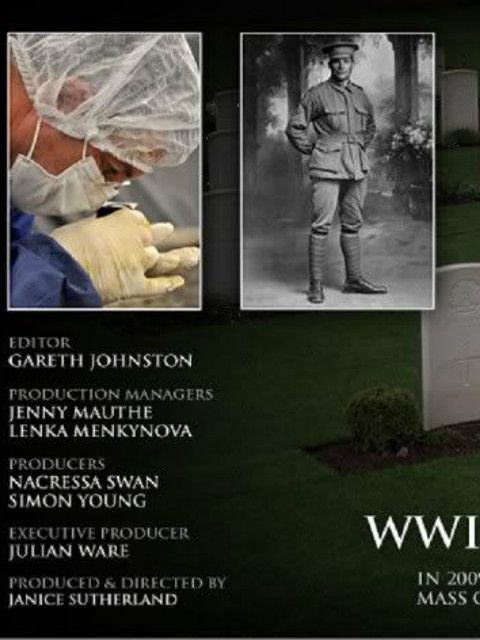 EDITOR
GARETH JOHNSTON
PRODUCTION MANAGERS
JENNY MAUTHE
LENKA MENKYNOVA
PRODUCERS
NACRESSA SWAN
SIMON YOUNG
EXECUTIVE PRODUCER
JULIAN WARE
PRODUCED & DIRECTED BY
JANICE SUTHERLAND
WWI
IN 2009
MASS